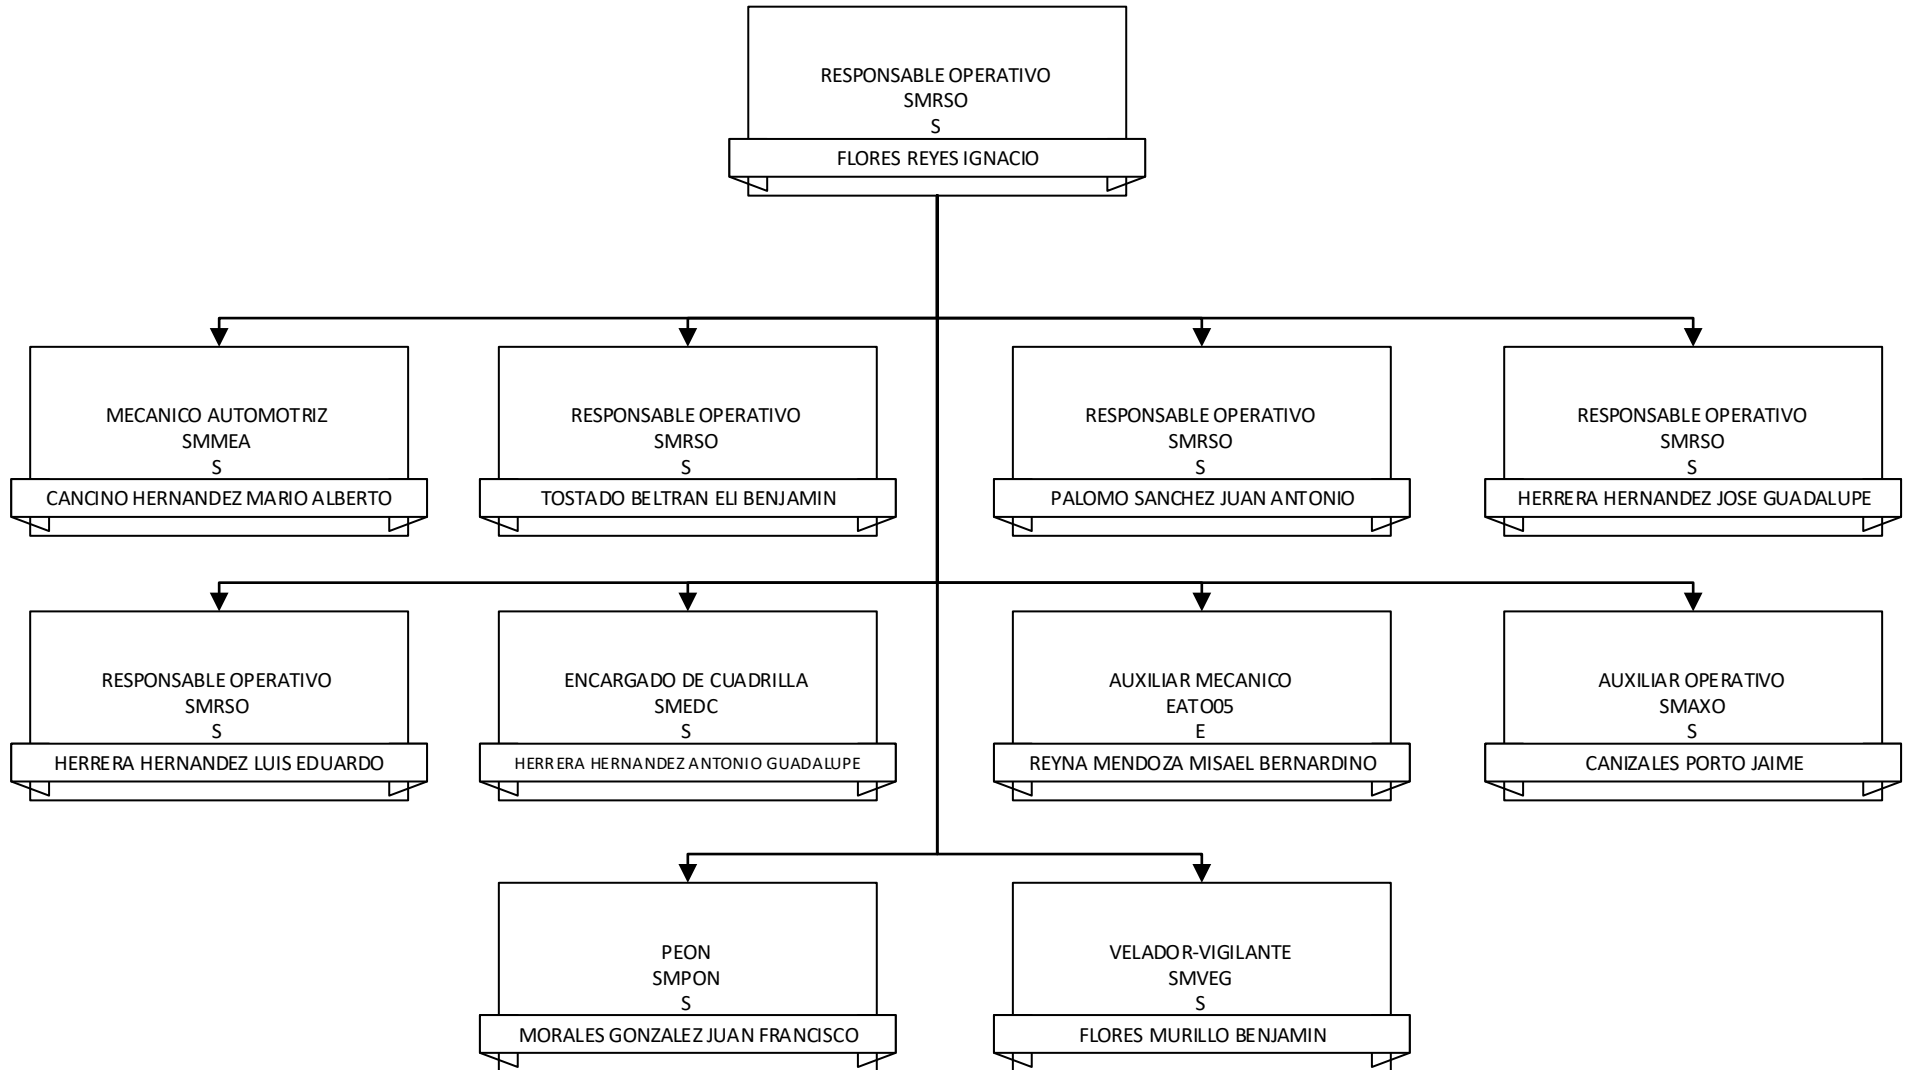 RESPONSABLE OPERATIVO
SMRSO
S
FLORES REYES IGNACIO
MECANICO AUTOMOTRIZ
SMMEA
S
CANCINO HERNANDEZ MARIO ALBERTO
RESPONSABLE OPERATIVO
SMRSO
S
TOSTADO BELTRAN ELI BENJAMIN
RESPONSABLE OPERATIVO
SMRSO
S
PALOMO SANCHEZ JUAN ANTONIO
RESPONSABLE OPERATIVO
SMRSO
S
HERRERA HERNANDEZ JOSE GUADALUPE
RESPONSABLE OPERATIVO
SMRSO
S
HERRERA HERNANDEZ LUIS EDUARDO
ENCARGADO DE CUADRILLA
SMEDC
S
HERRERA HERNANDEZ ANTONIO GUADALUPE
AUXILIAR MECANICO
EATO05
E
REYNA MENDOZA MISAEL BERNARDINO
AUXILIAR OPERATIVO
SMAXO
S
CANIZALES PORTO JAIME
PEON
SMPON
S
MORALES GONZALEZ JUAN FRANCISCO
VELADOR-VIGILANTE
SMVEG
S
FLORES MURILLO BENJAMIN